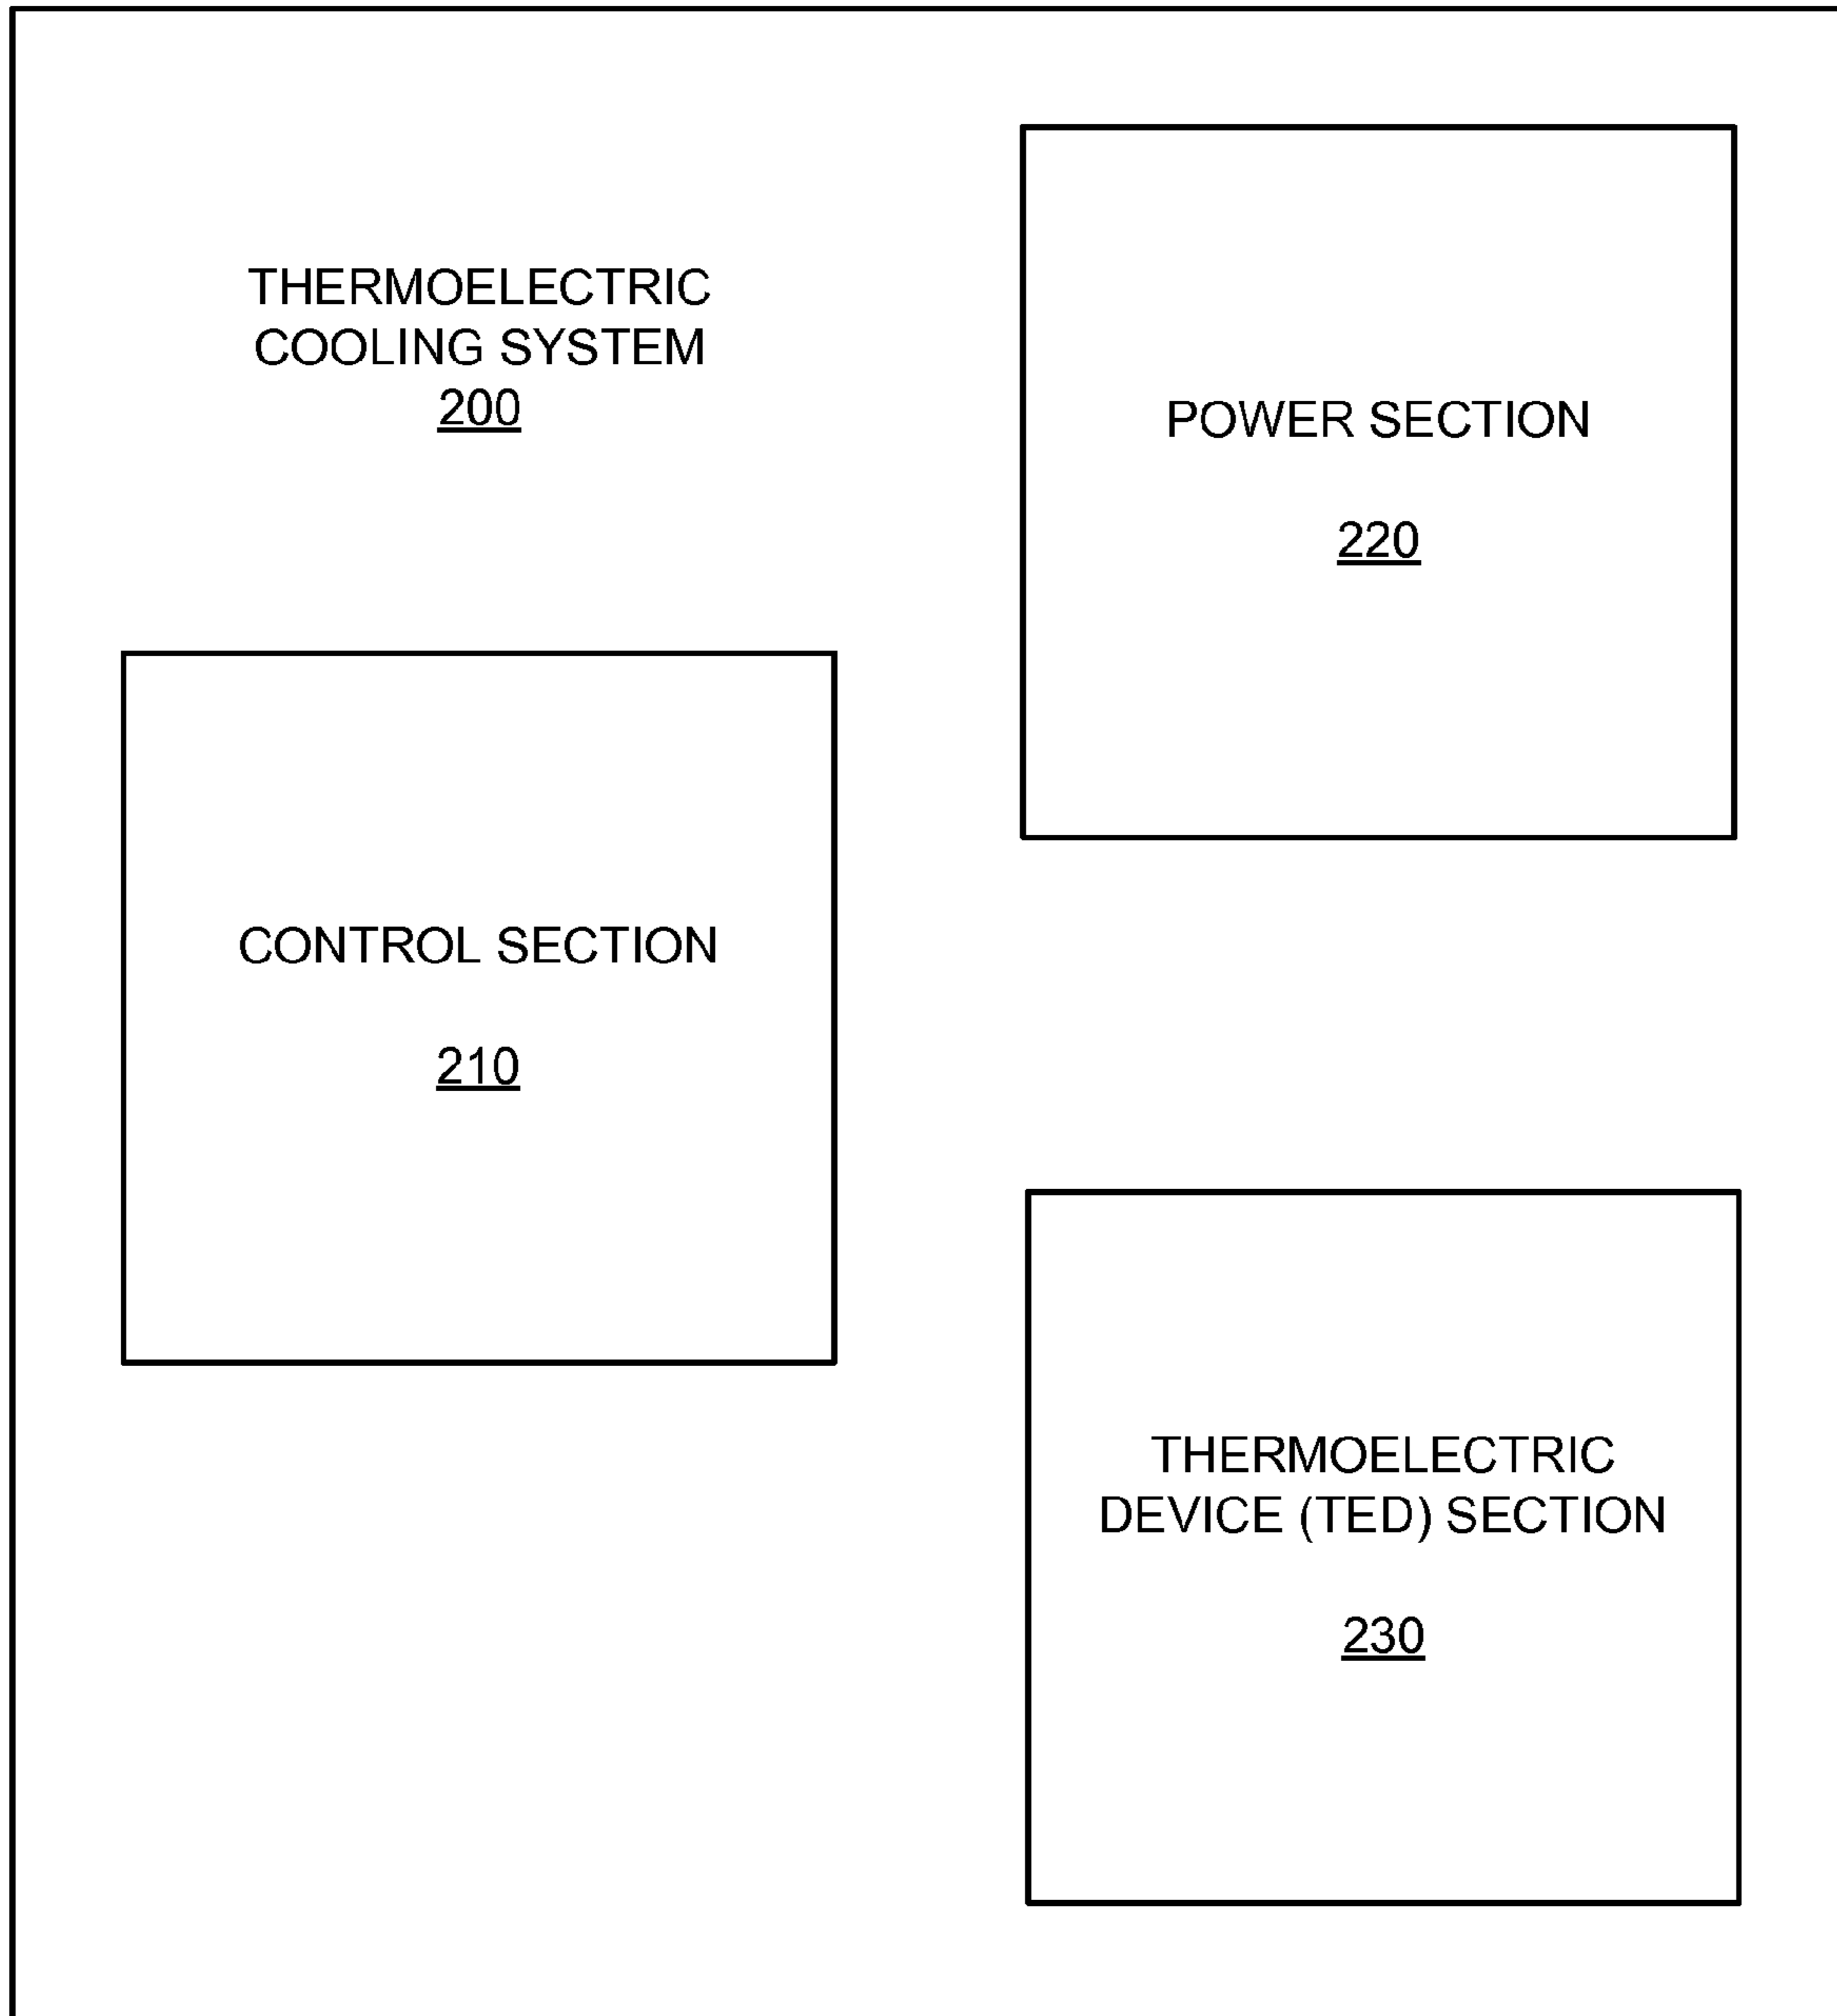 THERMOELECTRIC
COOLING SYSTEM
200
POWER SECTION
220
CONTROL SECTION
210
THERMOELECTRIC
DEVICE (TED) SECTION
230